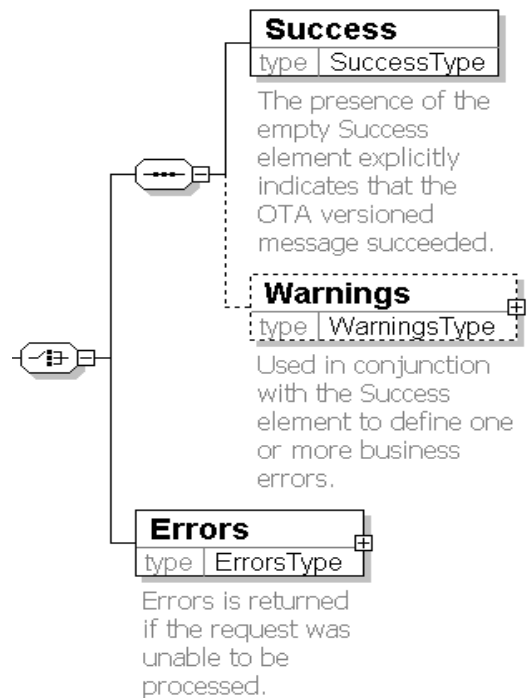 Success
type SuccessType
The presence of the
empty Success
element explicitly
indicates that the
OTA versioned
message succeeded.
Warnings
type WarningsType
Used in conjunction
with the Success
element to define one
or more business
errors.
Errors
type ErrorsType
Errors is returned
if the request was
unable to be
processed.